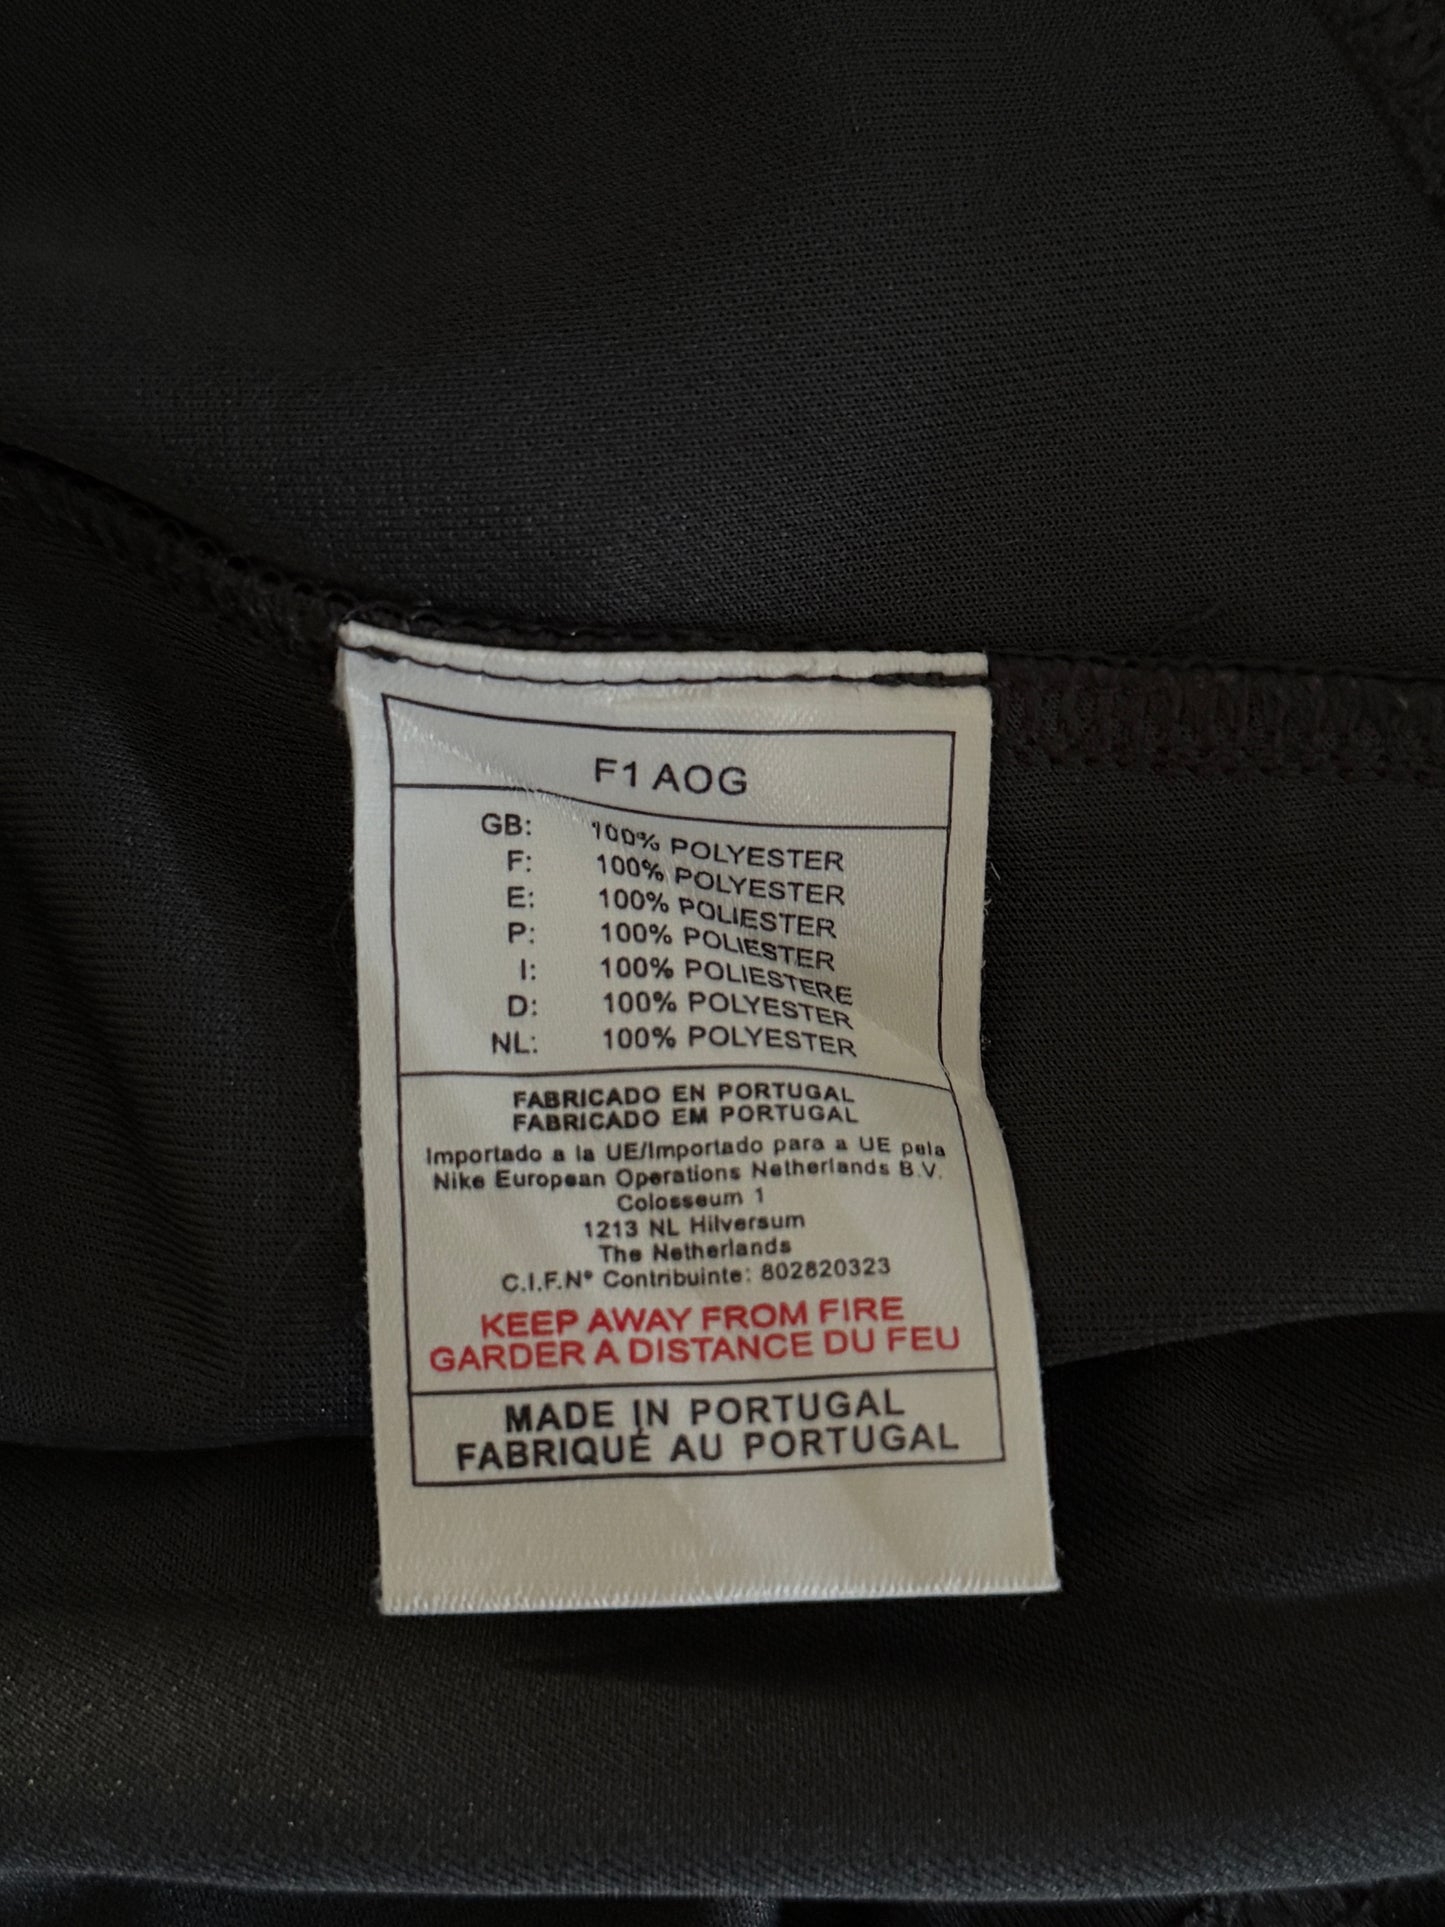 F1 AOG
GB: 100% POLYESTER
F: 100% POLYESTER
E: 100% POLIESTER
P: 100% POLIESTER
I: 100% POLIESTERE
D: 100% POLYESTER
NL: 100% POLYESTER
FABRICADO EN PORTUGAL
FABRICADO EM PORTUGAL
Importado a la UE/Importado para a UE pela
Nike European Operations Netherlands B.V.
Colosseum 1
1213 NL Hilversum
The Netherlands
C.I.F.Nº Contribuinte: 802820323
KEEP AWAY FROM FIRE
GARDER A DISTANCE DU FEU
MADE IN PORTUGAL
FABRIQUÉ AU PORTUGAL